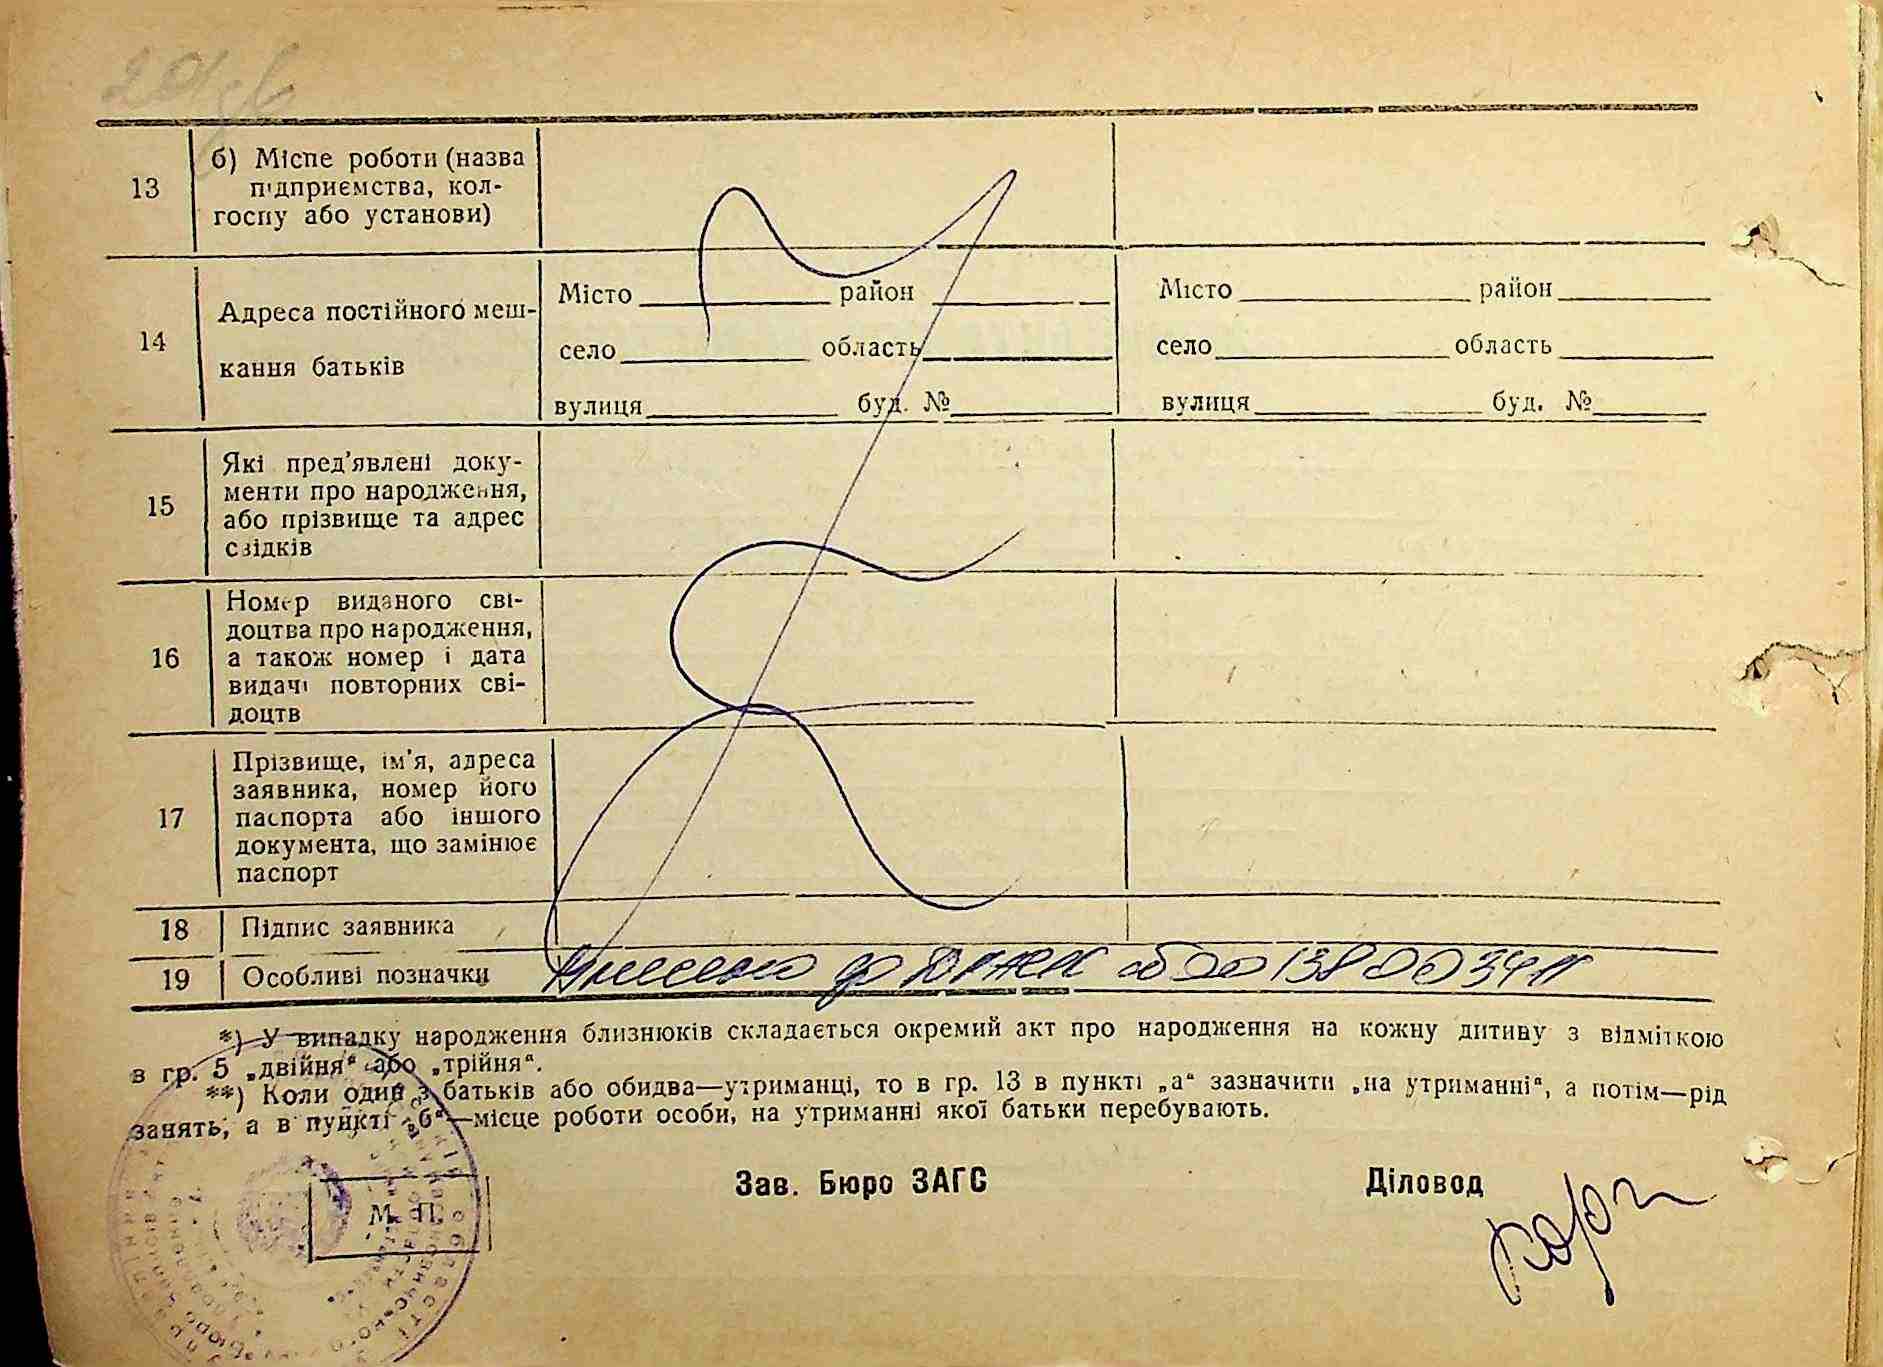 13
б) Місце роботи (назва
підприємства, кол-
госпу або установи)
14
Адреса постійного меш-
кання батьків
Місто район
село область
вулиця буд. №
Місто район
село область
вулиця буд. №
15
Які пред'явлені доку-
менти про народження,
або прізвище та адрес
свідків
16
Номер виданого сві-
доцтва про народження,
а також номер і дата
видачі повторних сві-
доцтв
17
Прізвище, ім'я, адреса
заявника, номер його
паспорта або іншого
документа, що замінює
паспорт
18 Підпис заявника
19 Особливі позначки Внесено до ДРАЦС
*) У випадку народження близнюків складається окремий акт про народження на кожну дитину з відміткою
в гр. 5 „двійня“ або „трійня“.
**) Коли один з батьків або обидва—утриманці, то в гр. 13 в пункті „а“ зазначити „на утриманні“, а потім—рід
занять, а в пункті „б“—місце роботи особи, на утриманні якої батьки перебувають.
Зав. Бюро ЗАГС
Діловод
М. П.